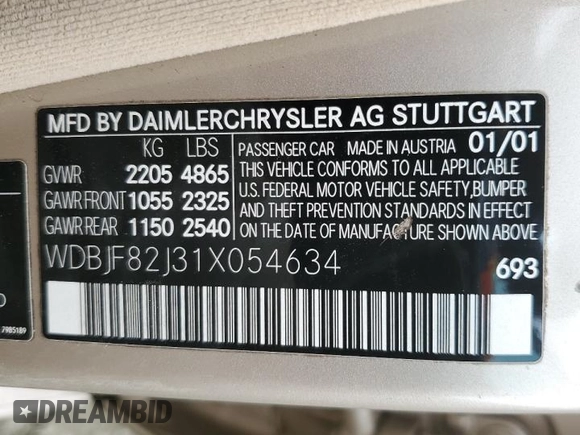 MFD BY DAIMLERCHRYSLER AG STUTTGART
KG LBS
GVWR 2205 4865
GAWR FRONT 1055 2325
GAWR REAR 1150 2540
PASSENGER CAR MADE IN AUSTRIA 01/01
THIS VEHICLE CONFORMS TO ALL APPLICABLE
U.S. FEDERAL MOTOR VEHICLE SAFETY, BUMPER
AND THEFT PREVENTION STANDARDS IN EFFECT
ON THE DATE OF MANUFACTURE SHOWN ABOVE.
WDBJF82J31X054634
693
7985189
DREAMBID